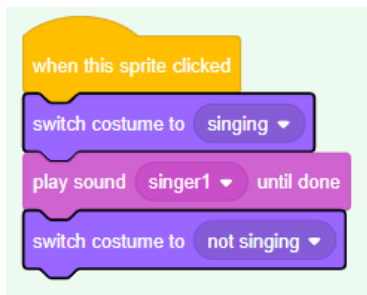 when this sprite clicked
switch costume to singing
play sound singer1 until done
switch costume to not singing